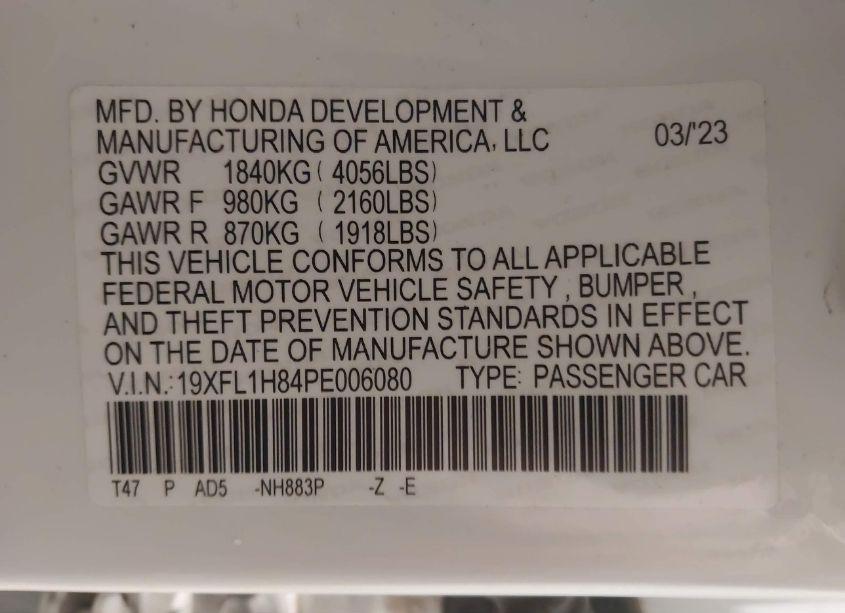 MFD. BY HONDA DEVELOPMENT &
MANUFACTURING OF AMERICA, LLC 03/'23
GVWR 1840KG ( 4056LBS)
GAWR F 980KG ( 2160LBS)
GAWR R 870KG ( 1918LBS)
THIS VEHICLE CONFORMS TO ALL APPLICABLE
FEDERAL MOTOR VEHICLE SAFETY , BUMPER ,
AND THEFT PREVENTION STANDARDS IN EFFECT
ON THE DATE OF MANUFACTURE SHOWN ABOVE.
V.I.N.: 19XFL1H84PE006080 TYPE: PASSENGER CAR
T47 P AD5 -NH883P -Z -E